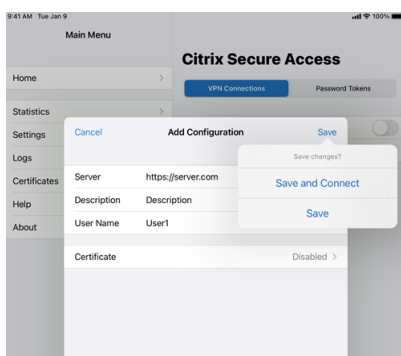 9:41 AM Tue Jan 9
100%
Main Menu
Citrix Secure Access
Home
VPN Connections
Password Tokens
Statistics
Settings
Cancel
Add Configuration
Save
Logs
Save changes?
Certificates
Server
https://server.com
Save and Connect
Help
Description
Description
Save
About
User Name
User1
Certificate
Disabled